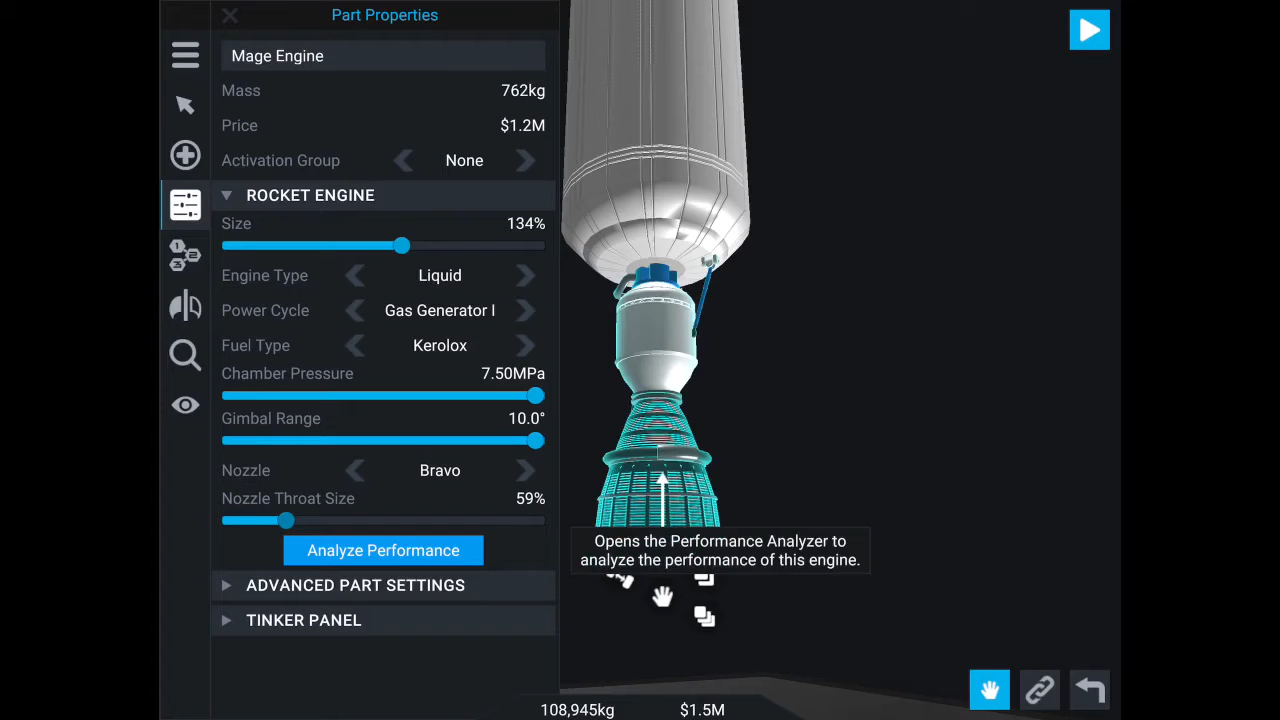 Part Properties
Mage Engine
Mass 762kg
Price $1.2M
Activation Group None
ROCKET ENGINE
Size 134%
Engine Type Liquid
Power Cycle Gas Generator I
Fuel Type Kerolox
Chamber Pressure 7.50MPa
Gimbal Range 10.0°
Nozzle Bravo
Nozzle Throat Size 59%
Analyze Performance
Opens the Performance Analyzer to
analyze the performance of this engine.
ADVANCED PART SETTINGS
TINKER PANEL
108,945kg $1.5M